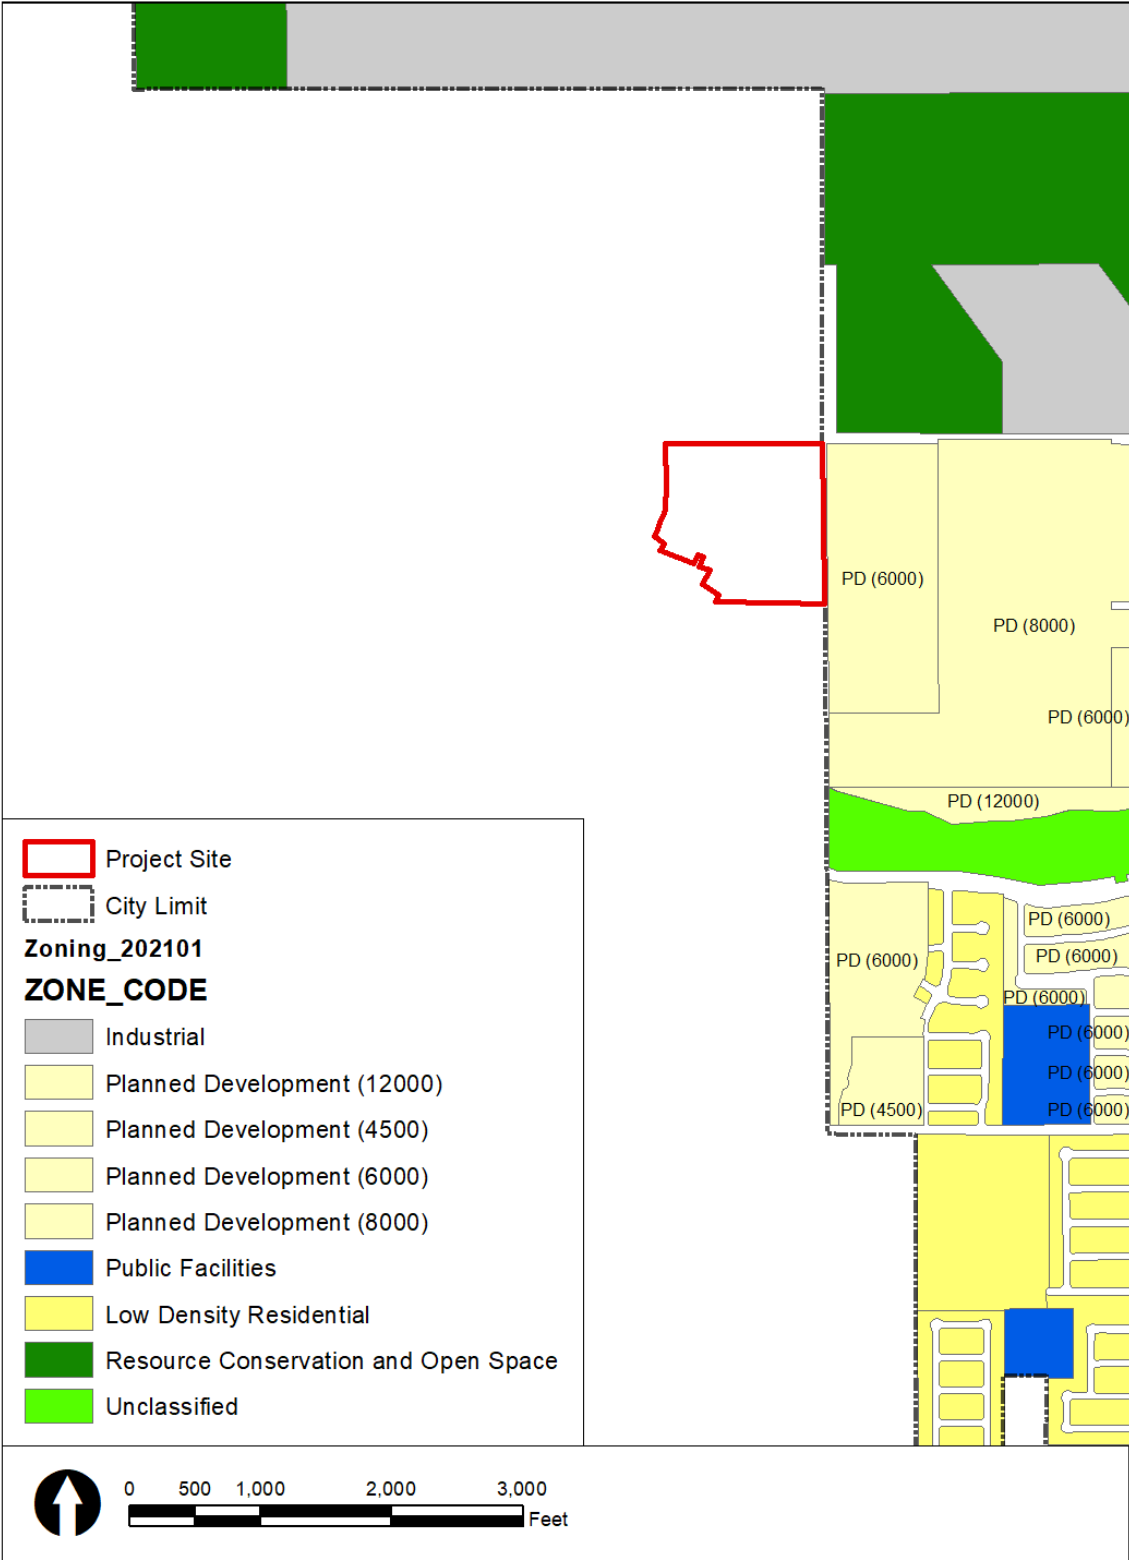 PD (6000)
PD (8000)
PD (6000)
PD (12000)
PD (6000)
PD (6000)
PD (6000)
PD (6000)
PD (6000)
PD (6000)
PD (4500)
PD (6000)
Project Site
City Limit
Zoning_202101
ZONE_CODE
Industrial
Planned Development (12000)
Planned Development (4500)
Planned Development (6000)
Planned Development (8000)
Public Facilities
Low Density Residential
Resource Conservation and Open Space
Unclassified
0 500 1,000 2,000 3,000
Feet